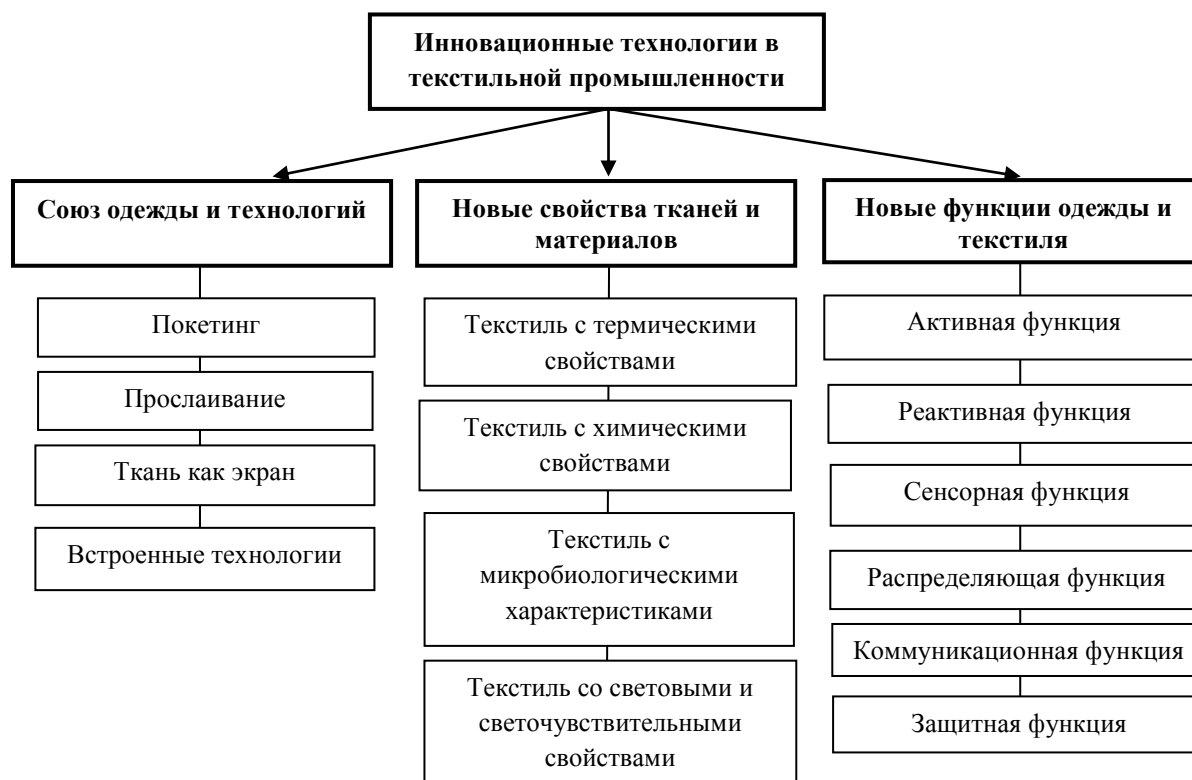 Инновационные технологии в
текстильной промышленности
Союз одежды и технологий
Покетинг
Прослаивание
Ткань как экран
Встроенные технологии
Новые свойства тканей и
материалов
Текстиль с термическими
свойствами
Текстиль с химическими
свойствами
Текстиль с
микробиологическими
характеристиками
Текстиль со световыми и
светочувствительными
свойствами
Новые функции одежды и
текстиля
Активная функция
Реактивная функция
Сенсорная функция
Распределяющая функция
Коммуникационная функция
Защитная функция